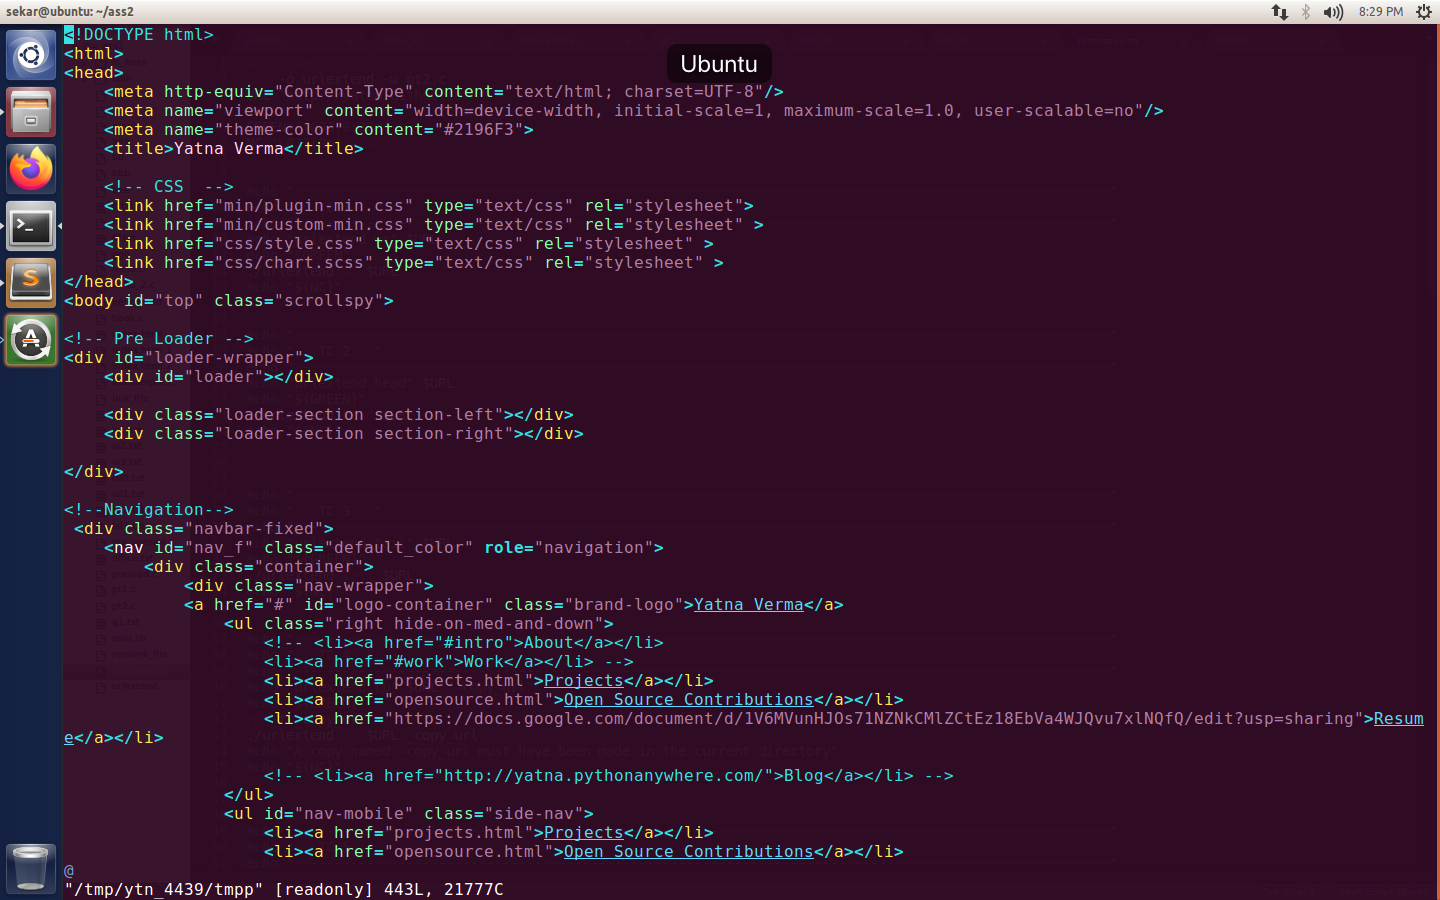 sekar@ubuntu: ~/ass2
8:29 PM
Ubuntu
<!DOCTYPE html>
<html>
<head>
    <meta http-equiv="Content-Type" content="text/html; charset=UTF-8"/>
    <meta name="viewport" content="width=device-width, initial-scale=1, maximum-scale=1.0, user-scalable=no"/>
    <meta name="theme-color" content="#2196F3">
    <title>Yatna Verma</title>
    <!-- CSS  -->
    <link href="min/plugin-min.css" type="text/css" rel="stylesheet">
    <link href="min/custom-min.css" type="text/css" rel="stylesheet" >
    <link href="css/style.css" type="text/css" rel="stylesheet" >
    <link href="css/chart.scss" type="text/css" rel="stylesheet" >
</head>
<body id="top" class="scrollspy">
<!-- Pre Loader -->
<div id="loader-wrapper">
    <div id="loader"></div>
    <div class="loader-section section-left"></div>
    <div class="loader-section section-right"></div>
</div>
<!--Navigation-->
 <div class="navbar-fixed">
    <nav id="nav_f" class="default_color" role="navigation">
        <div class="container">
            <div class="nav-wrapper">
            <a href="#" id="logo-container" class="brand-logo">Yatna Verma</a>
                <ul class="right hide-on-med-and-down">
                    <!-- <li><a href="#intro">About</a></li>
                    <li><a href="#work">Work</a></li> -->
                    <li><a href="projects.html">Projects</a></li>
                    <li><a href="opensource.html">Open Source Contributions</a></li>
                    <li><a href="https://docs.google.com/document/d/1V6MVunHJOs71NZNkCMlZCtEz18EbVa4WJQvu7xlNQfQ/edit?usp=sharing">Resum
e</a></li>
                    <!-- <li><a href="http://yatna.pythonanywhere.com/">Blog</a></li> -->
                </ul>
                <ul id="nav-mobile" class="side-nav">
                    <li><a href="projects.html">Projects</a></li>
                    <li><a href="opensource.html">Open Source Contributions</a></li>
@
"/tmp/ytn_4439/tmpp" [readonly] 443L, 21777C